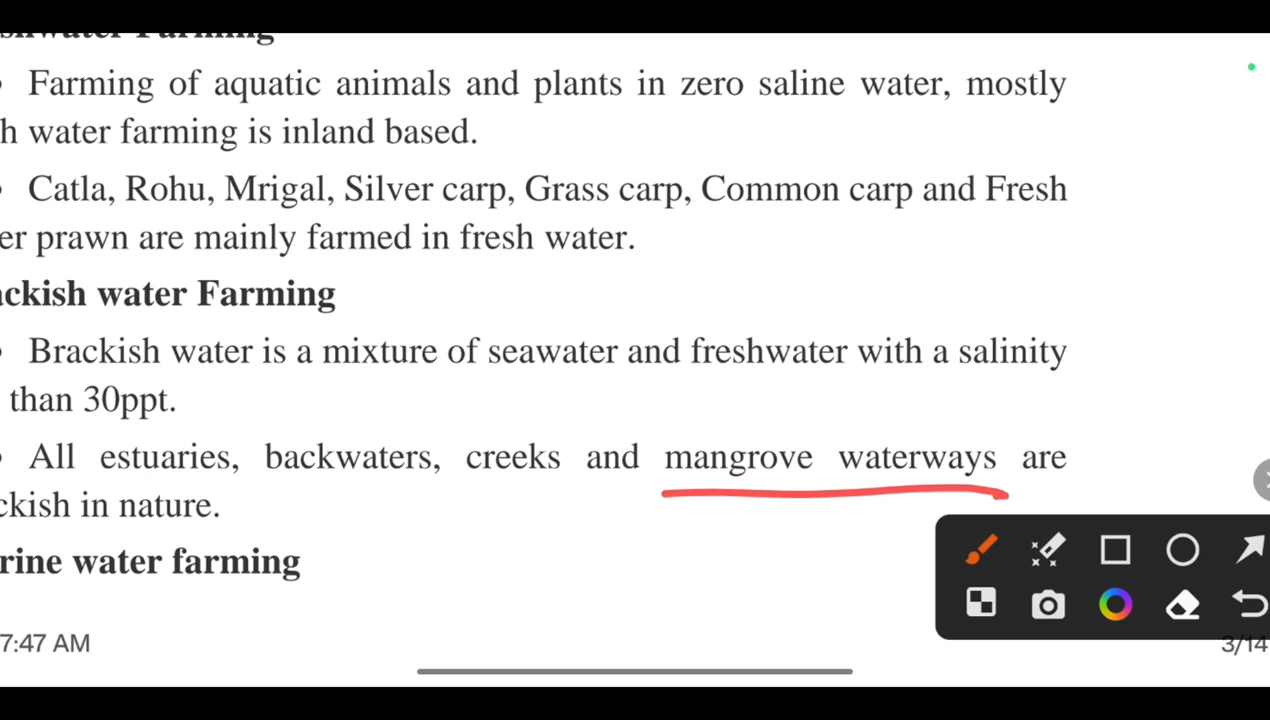 Farming of aquatic animals and plants in zero saline water, mostly
h water farming is inland based.
Catla, Rohu, Mrigal, Silver carp, Grass carp, Common carp and Fresh
er prawn are mainly farmed in fresh water.
ackish water Farming
Brackish water is a mixture of seawater and freshwater with a salinity
than 30ppt.
All estuaries, backwaters, creeks and mangrove waterways are
ckish in nature.
rine water farming
7:47 AM
3/14